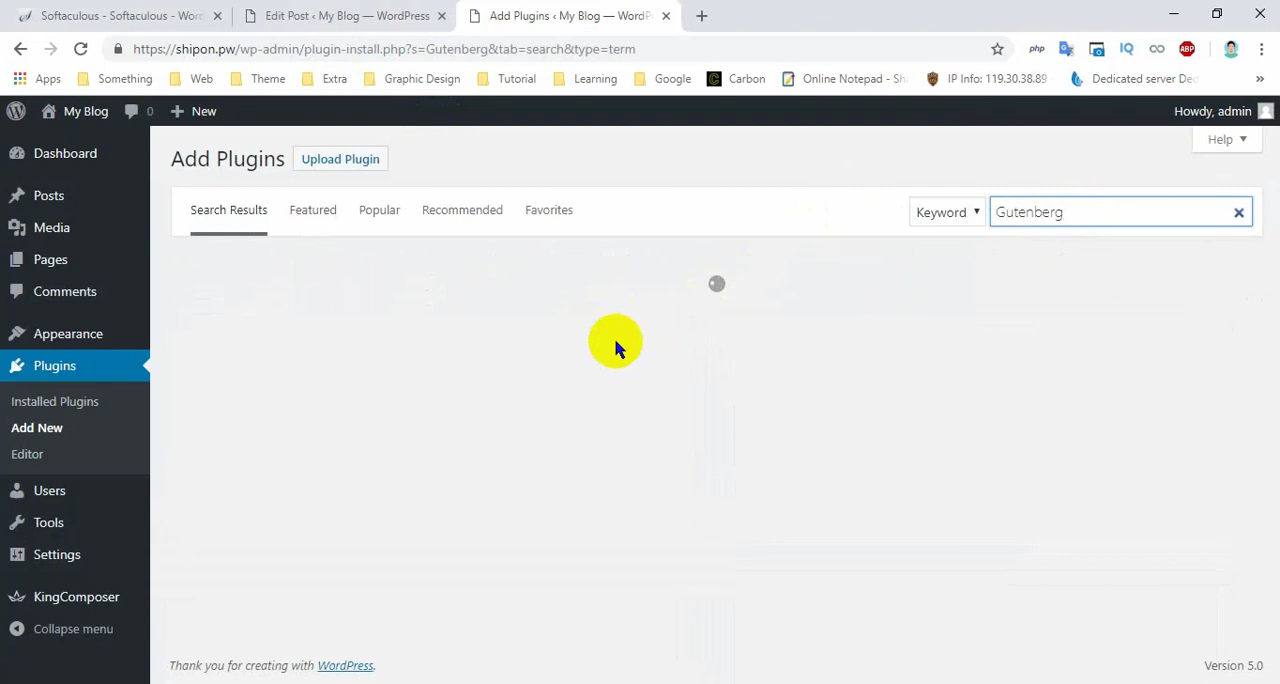 Softaculous - Softaculous - Wor
Edit Post ‹ My Blog — WordPress
Add Plugins ‹ My Blog — WordP
https://shipon.pw/wp-admin/plugin-install.php?s=Gutenberg&tab=search&type=term
php
IQ
ABP
Apps
Something
Web
Theme
Extra
Graphic Design
Tutorial
Learning
Google
C
Carbon
Online Notepad - Sh
IP Info: 119.30.38.89
Dedicated server De
»
My Blog
0
New
Howdy, admin
Dashboard
Posts
Media
Pages
Comments
Appearance
Plugins
Installed Plugins
Add New
Editor
Users
Tools
Settings
KingComposer
Collapse menu
Help
Add Plugins
Upload Plugin
Search Results
Featured
Popular
Recommended
Favorites
Keyword
Gutenberg
Thank you for creating with WordPress.
Version 5.0